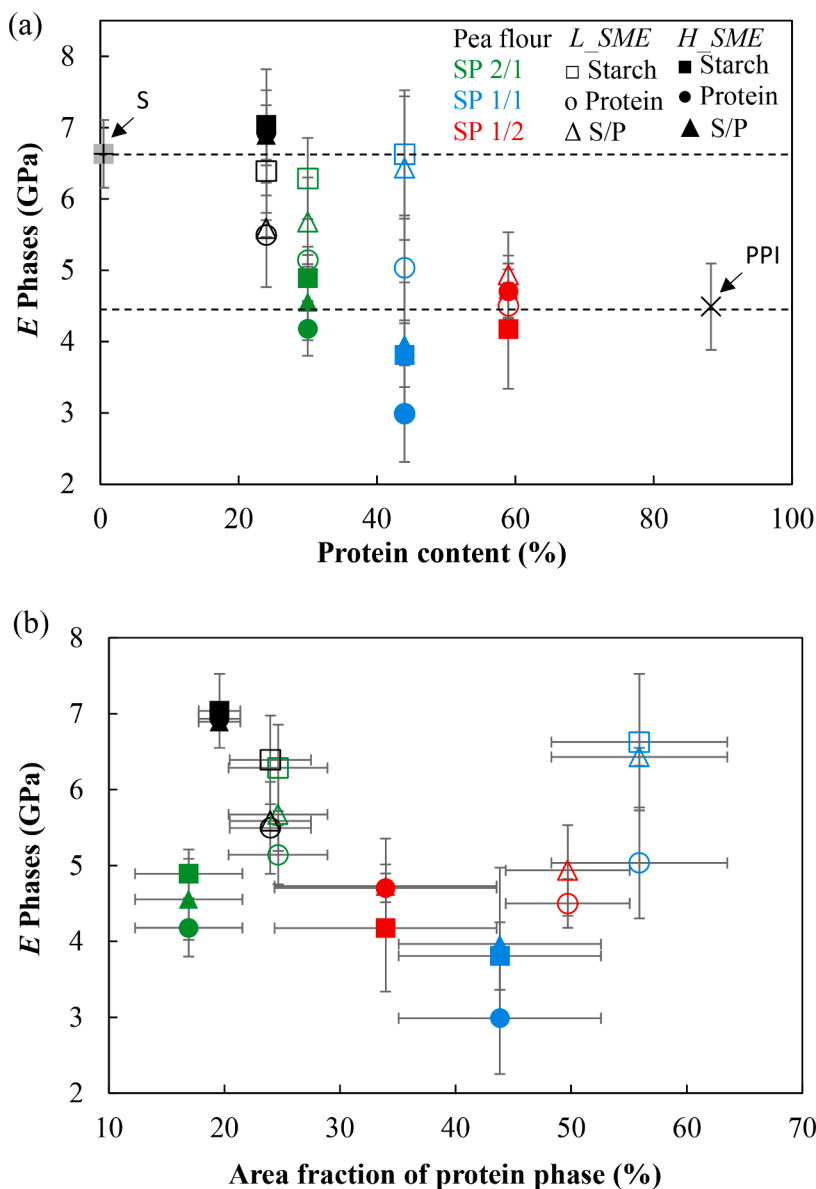 (a)
Pea flour L_SME H_SME
SP 2/1 □ Starch ■ Starch
SP 1/1 o Protein ● Protein
SP 1/2 Δ S/P ▲ S/P
S
PPI
E Phases (GPa)
8
7
6
5
4
3
2
0 20 40 60 80 100
Protein content (%)
(b)
E Phases (GPa)
8
7
6
5
4
3
2
10 20 30 40 50 60 70
Area fraction of protein phase (%)